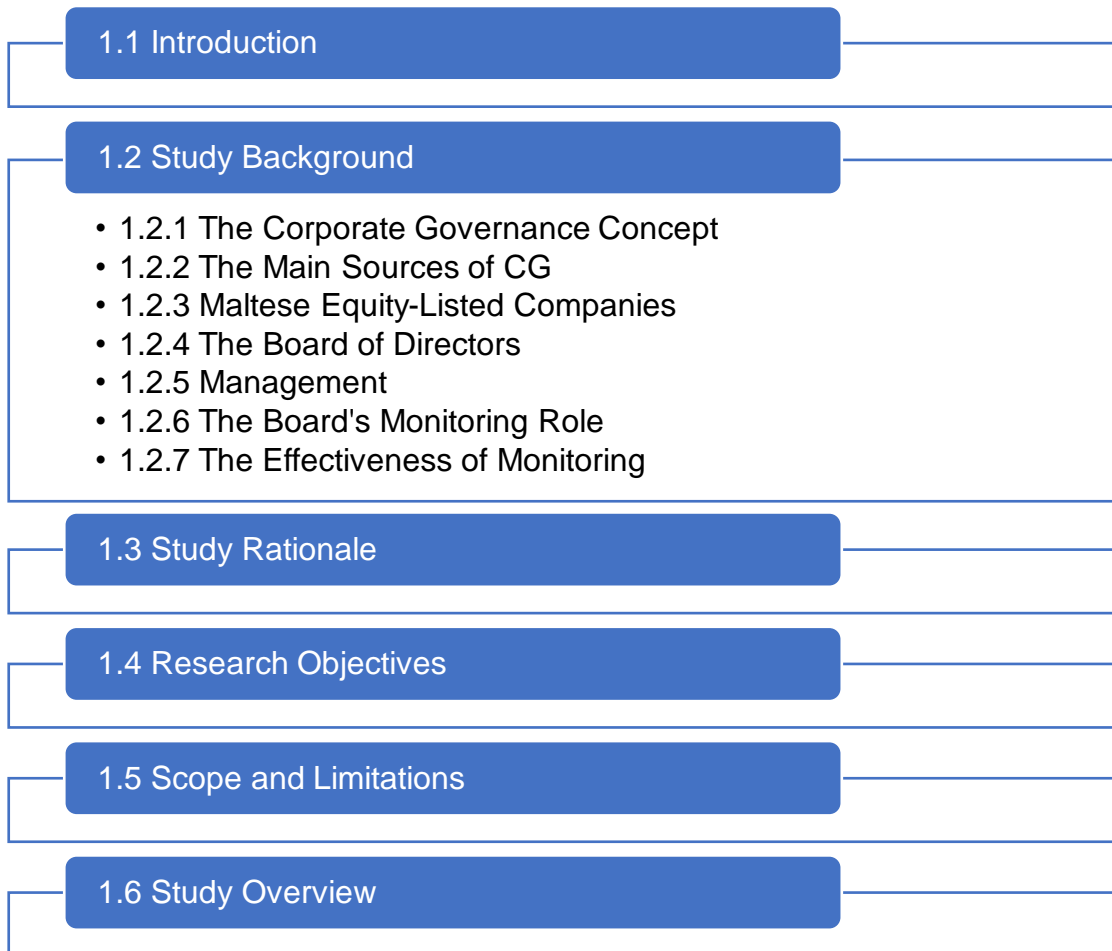 1.1 Introduction
1.2 Study Background
• 1.2.1 The Corporate Governance Concept
• 1.2.2 The Main Sources of CG
• 1.2.3 Maltese Equity-Listed Companies
• 1.2.4 The Board of Directors
• 1.2.5 Management
• 1.2.6 The Board's Monitoring Role
• 1.2.7 The Effectiveness of Monitoring
1.3 Study Rationale
1.4 Research Objectives
1.5 Scope and Limitations
1.6 Study Overview